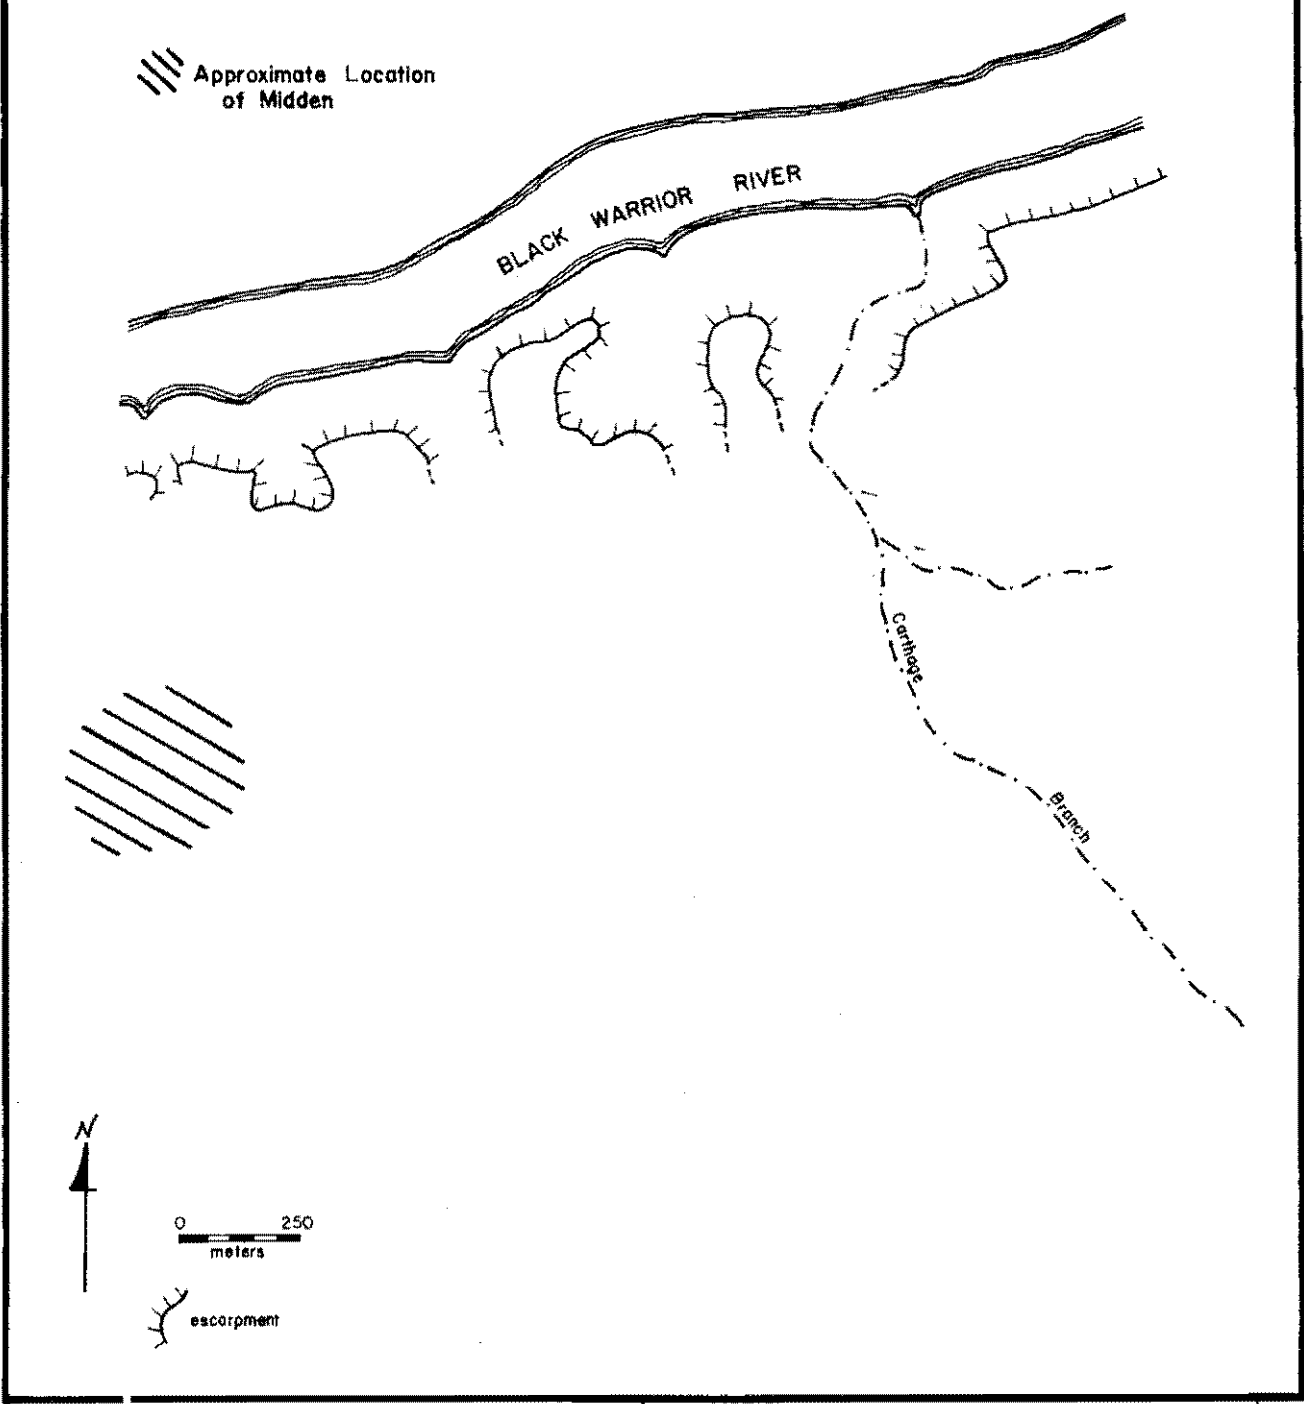 Approximate Location
of Midden
BLACK WARRIOR RIVER
Carthage
Branch
N
0 250
meters
escarpment